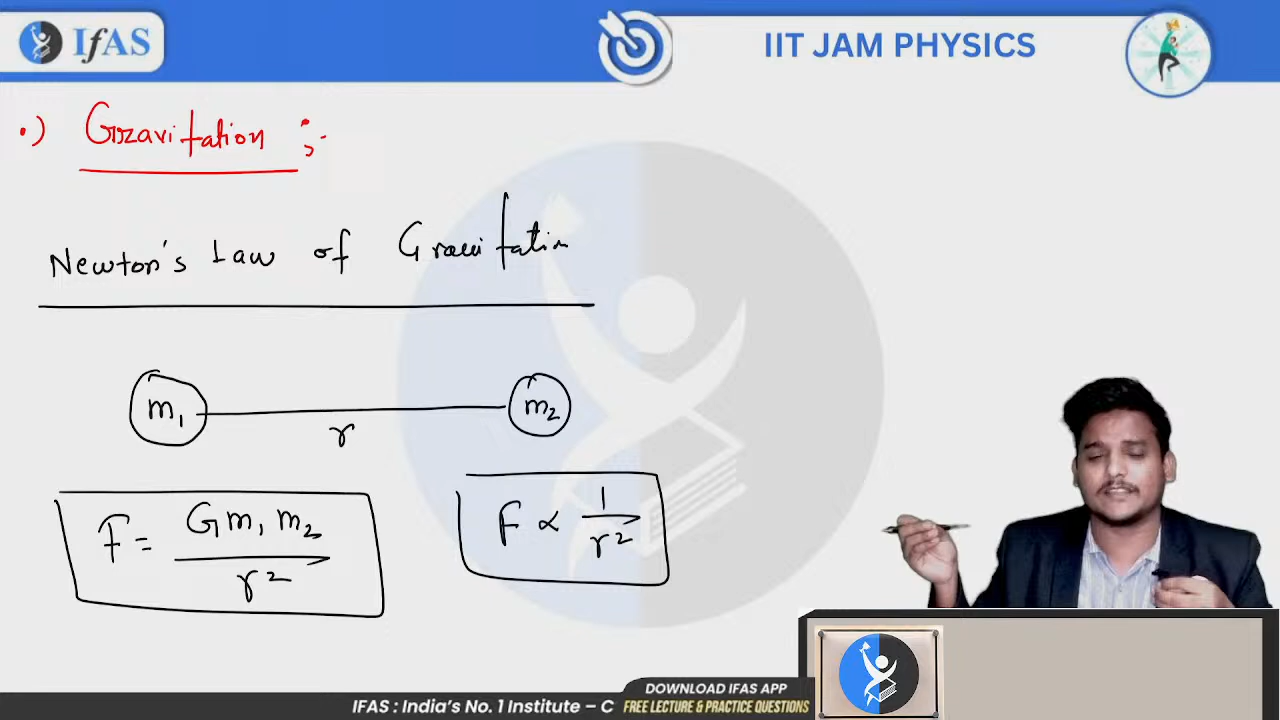 IfAS
IIT JAM PHYSICS
•) Gravitation :-
Newton's Law of Gravitation
m₁ m₂
r
F = Gm₁m₂/r²
F ∝ 1/r²
DOWNLOAD IFAS APP
IFAS : India's No. 1 Institute – C
FREE LECTURE & PRACTICE QUESTIONS